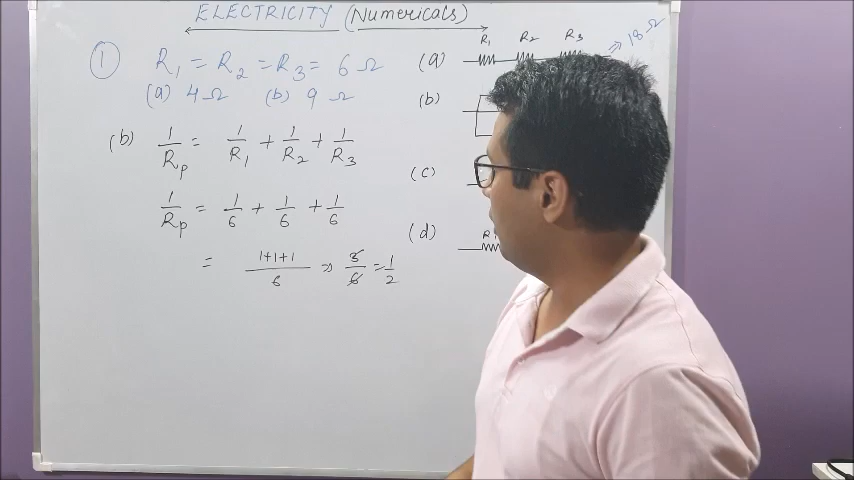 ELECTRICITY (Numericals)
① R₁ = R₂ = R₃ = 6 Ω
(a) 4 Ω (b) 9 Ω
(b) 1/Rp = 1/R₁ + 1/R₂ + 1/R₃
1/Rp = 1/6 + 1/6 + 1/6
= 1+1+1/6 ⇒ 3/6 = 1/2
R₁ R₂ R₃
(a) ⇒ 18 Ω
(b)
(c)
(d)